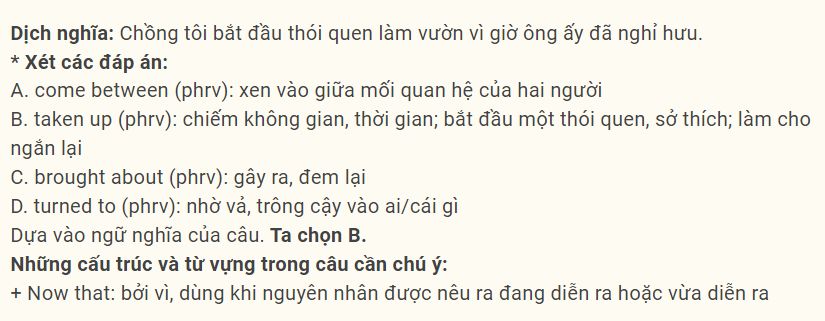 Dịch nghĩa: Chồng tôi bắt đầu thói quen làm vườn vì giờ ông ấy đã nghỉ hưu.
* Xét các đáp án:
A. come between (phrv): xen vào giữa mối quan hệ của hai người
B. taken up (phrv): chiếm không gian, thời gian; bắt đầu một thói quen, sở thích; làm cho
ngắn lại
C. brought about (phrv): gây ra, đem lại
D. turned to (phrv): nhờ vả, trông cậy vào ai/cái gì
Dựa vào ngữ nghĩa của câu. Ta chọn B.
Những cấu trúc và từ vựng trong câu cần chú ý:
+ Now that: bởi vì, dùng khi nguyên nhân được nêu ra đang diễn ra hoặc vừa diễn ra